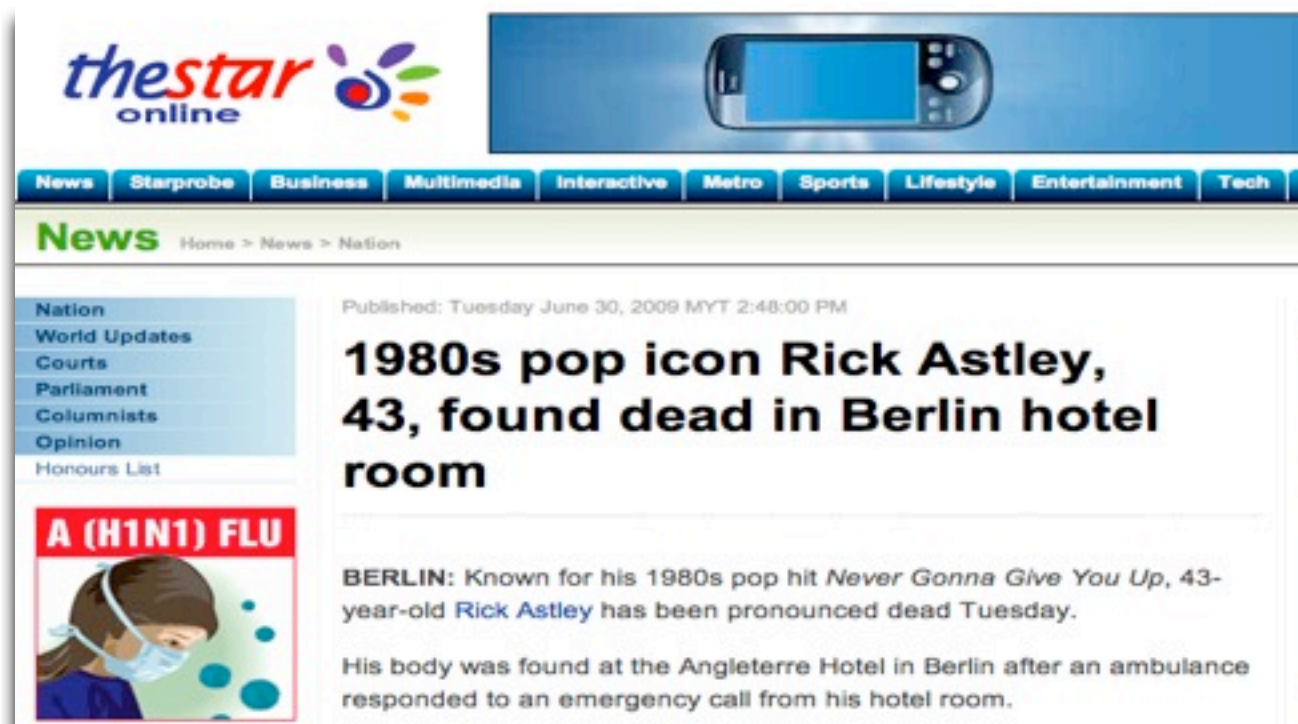 thestar
online
News Starprobe Business Multimedia Interactive Metro Sports Lifestyle Entertainment Tech
News Home > News > Nation
Nation
World Updates
Courts
Parliament
Columnists
Opinion
Honours List
A (H1N1) FLU
Published: Tuesday June 30, 2009 MYT 2:48:00 PM
1980s pop icon Rick Astley,
43, found dead in Berlin hotel
room
BERLIN: Known for his 1980s pop hit Never Gonna Give You Up, 43-
year-old Rick Astley has been pronounced dead Tuesday.
His body was found at the Angleterre Hotel in Berlin after an ambulance
responded to an emergency call from his hotel room.